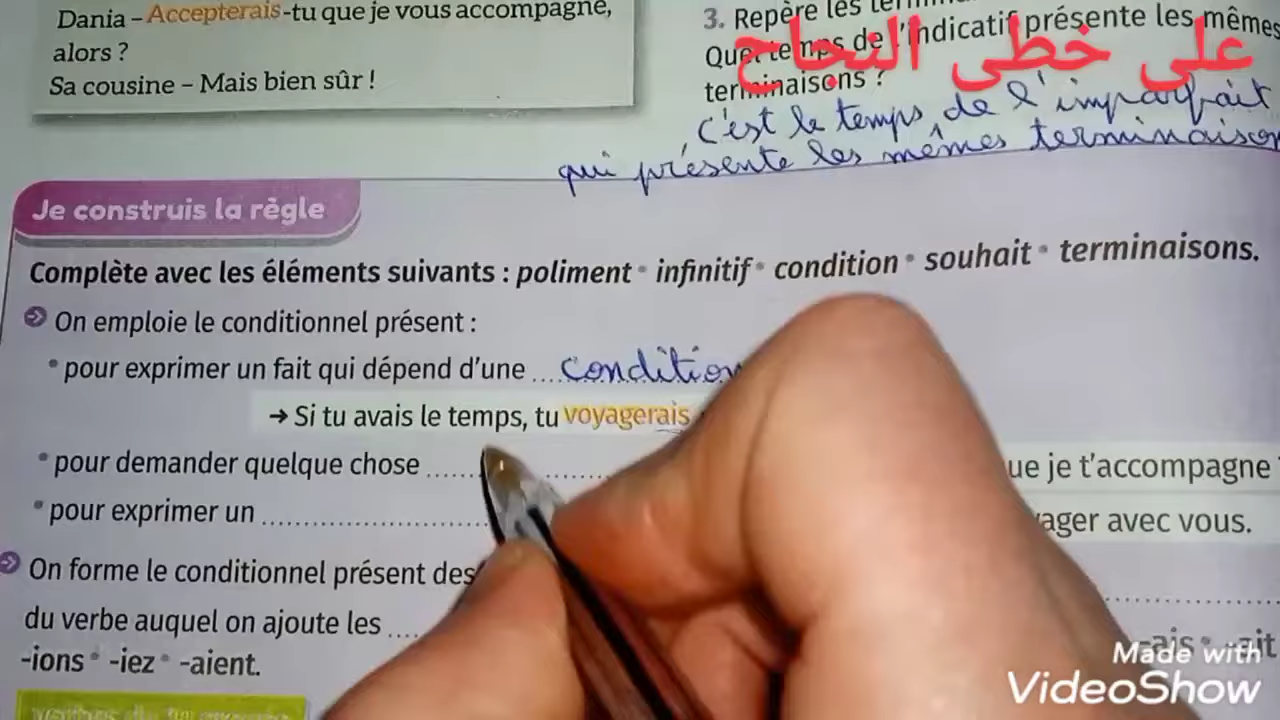 Dania – Accepterais-tu que je vous accompagne,
alors ?
Sa cousine – Mais bien sûr !
3. Repère les
Quel temps de l'indicatif présente les mêmes
terminaisons ?
على خطى النجاح
c'est le temps de l'imparfait
qui présente les mêmes terminaison
Je construis la règle
Complète avec les éléments suivants : poliment • infinitif • condition • souhait • terminaisons.
On emploie le conditionnel présent :
• pour exprimer un fait qui dépend d'une .... condition
→ Si tu avais le temps, tu voyagerais
• pour demander quelque chose ...... ue je t'accompagne
• pour exprimer un ........................ ager avec vous.
On forme le conditionnel présent des
du verbe auquel on ajoute les .... -ais • -ait
-ions • -iez • -aient.
Made with
VideoShow